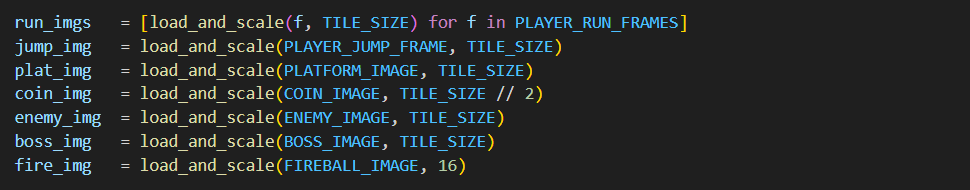 run_imgs   = [load_and_scale(f, TILE_SIZE) for f in PLAYER_RUN_FRAMES]
jump_img   = load_and_scale(PLAYER_JUMP_FRAME, TILE_SIZE)
plat_img   = load_and_scale(PLATFORM_IMAGE, TILE_SIZE)
coin_img   = load_and_scale(COIN_IMAGE, TILE_SIZE // 2)
enemy_img  = load_and_scale(ENEMY_IMAGE, TILE_SIZE)
boss_img   = load_and_scale(BOSS_IMAGE, TILE_SIZE)
fire_img   = load_and_scale(FIREBALL_IMAGE, 16)